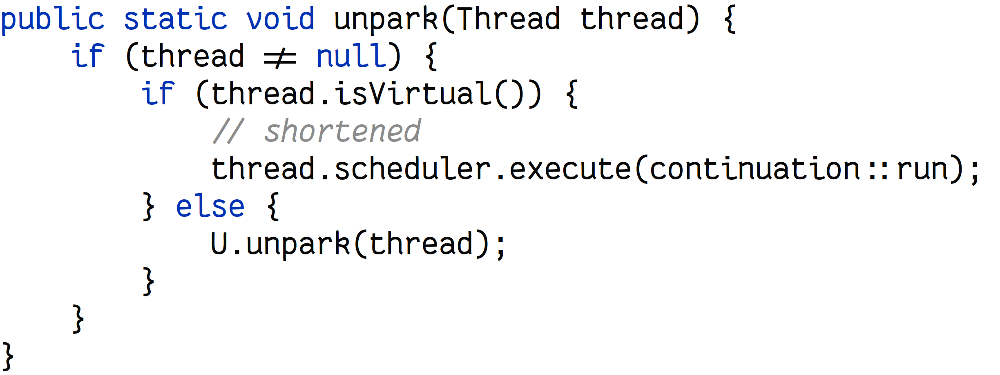 public static void unpark(Thread thread) {
    if (thread != null) {
        if (thread.isVirtual()) {
            // shortened
            thread.scheduler.execute(continuation::run);
        } else {
            U.unpark(thread);
        }
    }
}